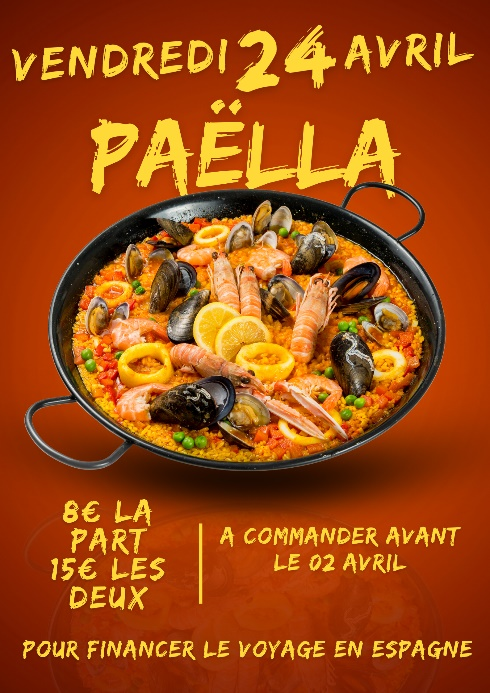 VENDREDI 24 AVRIL
PAËLLA
8€ LA
PART
15€ LES
DEUX
A COMMANDER AVANT
LE 02 AVRIL
POUR FINANCER LE VOYAGE EN ESPAGNE